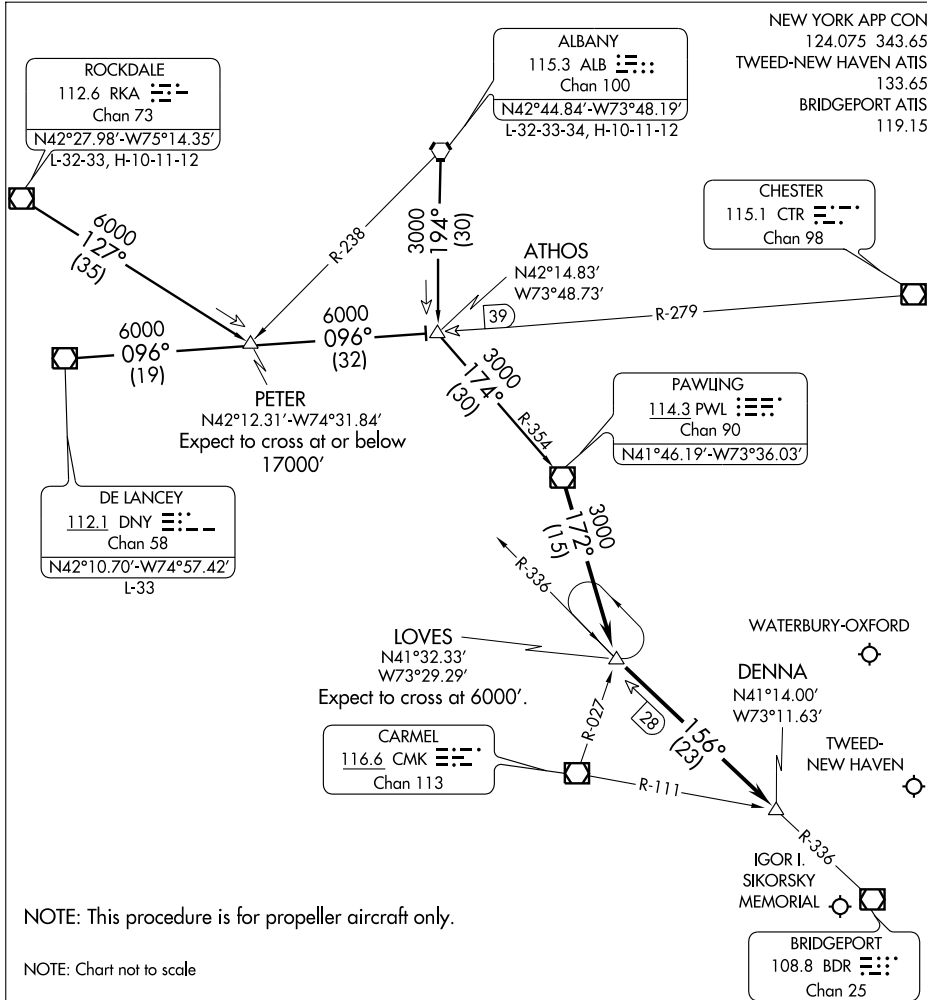 NEW YORK APP CON
124.075 343.65
TWEED-NEW HAVEN ATIS
133.65
BRIDGEPORT ATIS
119.15
ROCKDALE
112.6 RKA
Chan 73
N42°27.98'-W75°14.35'
L-32-33, H-10-11-12
ALBANY
115.3 ALB
Chan 100
N42°44.84'-W73°48.19'
L-32-33-34, H-10-11-12
CHESTER
115.1 CTR
Chan 98
6000
127°
(35)
R-238
3000
194°
(30)
ATHOS
N42°14.83'
W73°48.73'
39
R-279
6000
096°
(19)
6000
096°
(32)
PETER
N42°12.31'-W74°31.84'
Expect to cross at or below
17000'
3000
174°
(30)
R-354
PAWLING
114.3 PWL
Chan 90
N41°46.19'-W73°36.03'
DE LANCEY
112.1 DNY
Chan 58
N42°10.70'-W74°57.42'
L-33
3000
172°
(15)
R-336
LOVES
N41°32.33'
W73°29.29'
Expect to cross at 6000'.
WATERBURY-OXFORD
DENNA
N41°14.00'
W73°11.63'
R-027
28
156°
(23)
CARMEL
116.6 CMK
Chan 113
R-111
TWEED-
NEW HAVEN
R-336
IGOR I.
SIKORSKY
MEMORIAL
BRIDGEPORT
108.8 BDR
Chan 25
NOTE: This procedure is for propeller aircraft only.
NOTE: Chart not to scale